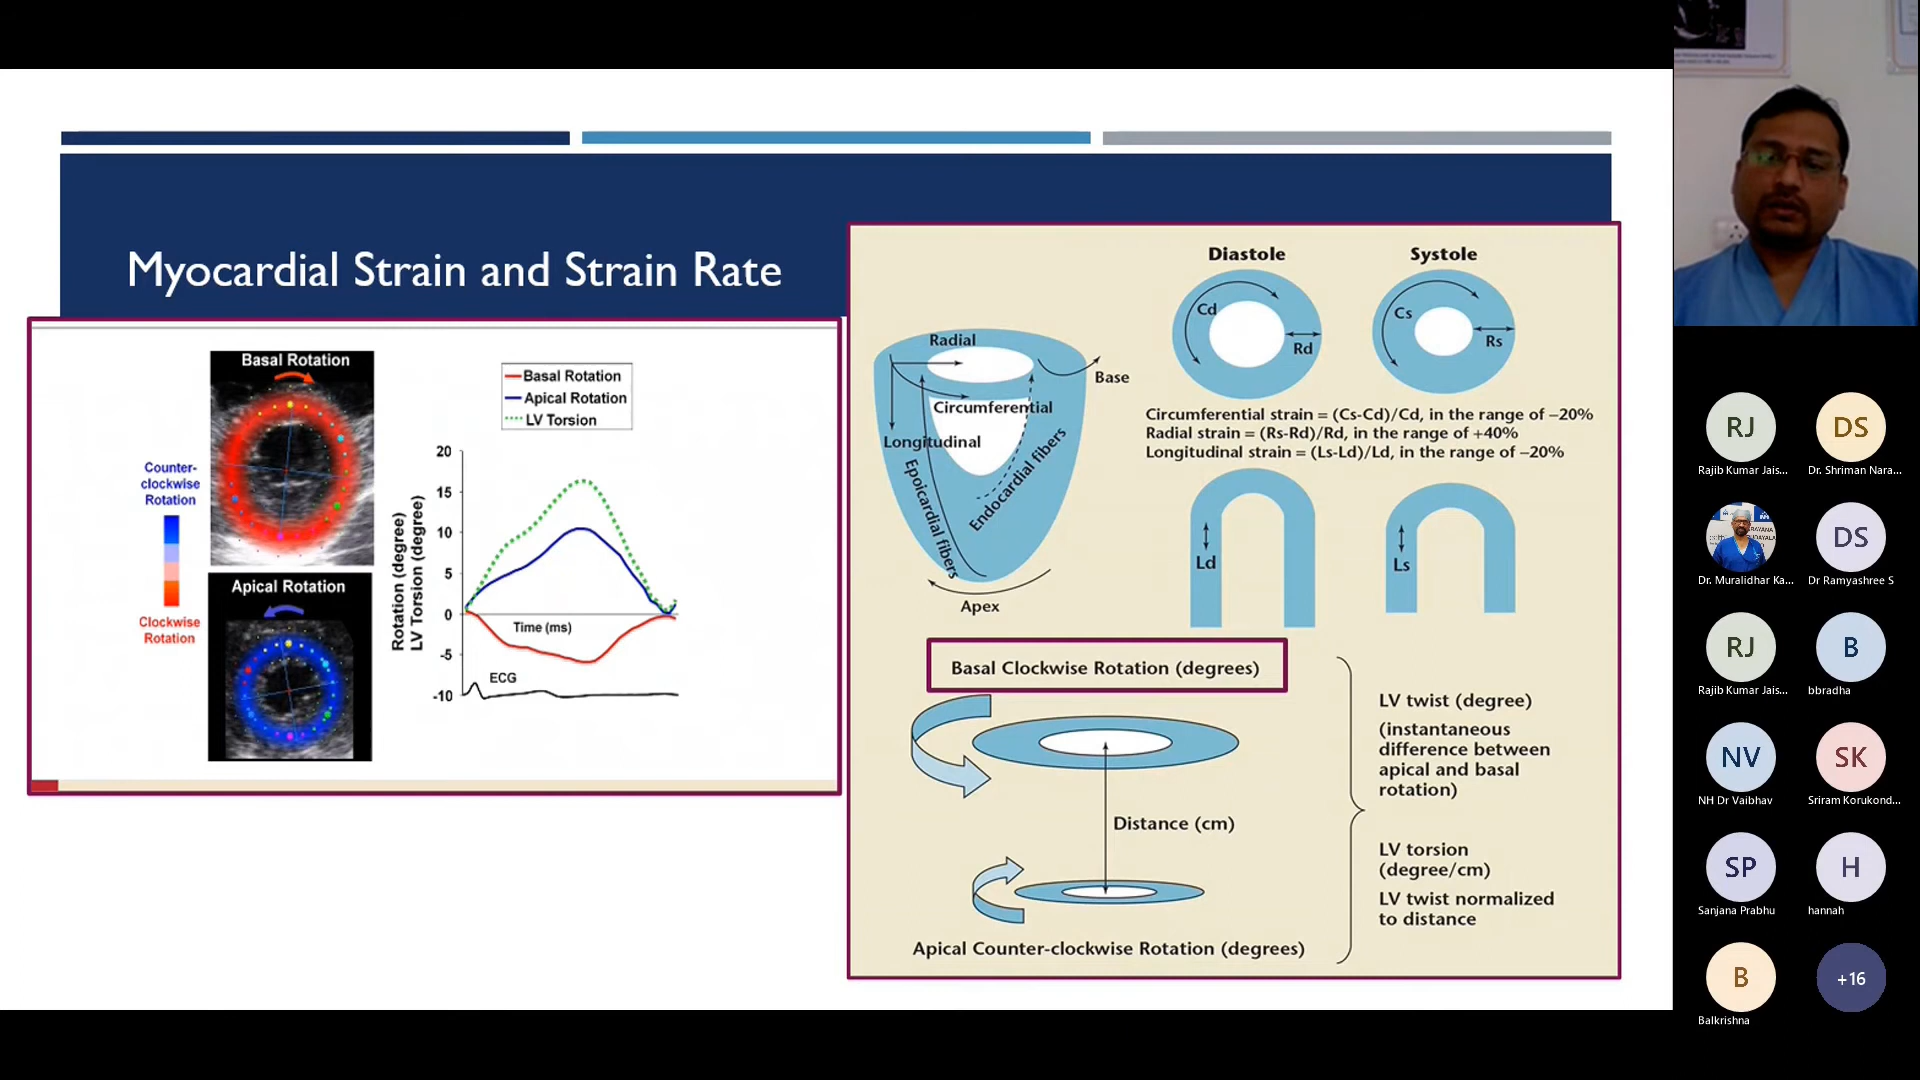 Myocardial Strain and Strain Rate
Basal Rotation
Apical Rotation
Counter-
clockwise
Rotation
Clockwise
Rotation
Basal Rotation
Apical Rotation
LV Torsion
Rotation (degree)
LV Torsion (degree)
20
15
10
5
0
-5
-10
Time (ms)
ECG
Diastole
Systole
Cd
Rd
Cs
Rs
Radial
Base
Circumferential
Longitudinal
Epoicardial fibers
Endocardial fibers
Apex
Circumferential strain = (Cs-Cd)/Cd, in the range of –20%
Radial strain = (Rs-Rd)/Rd, in the range of +40%
Longitudinal strain = (Ls-Ld)/Ld, in the range of –20%
Ld
Ls
Basal Clockwise Rotation (degrees)
Distance (cm)
Apical Counter-clockwise Rotation (degrees)
LV twist (degree)
(instantaneous
difference between
apical and basal
rotation)
LV torsion
(degree/cm)
LV twist normalized
to distance
RJ
Rajib Kumar Jais...
DS
Dr. Shriman Nara...
Dr. Muralidhar Ka...
DS
Dr Ramyashree S
RJ
Rajib Kumar Jais...
B
bbradha
NV
NH Dr Vaibhav
SK
Sriram Korukond...
SP
Sanjana Prabhu
H
hannah
B
Balkrishna
+16